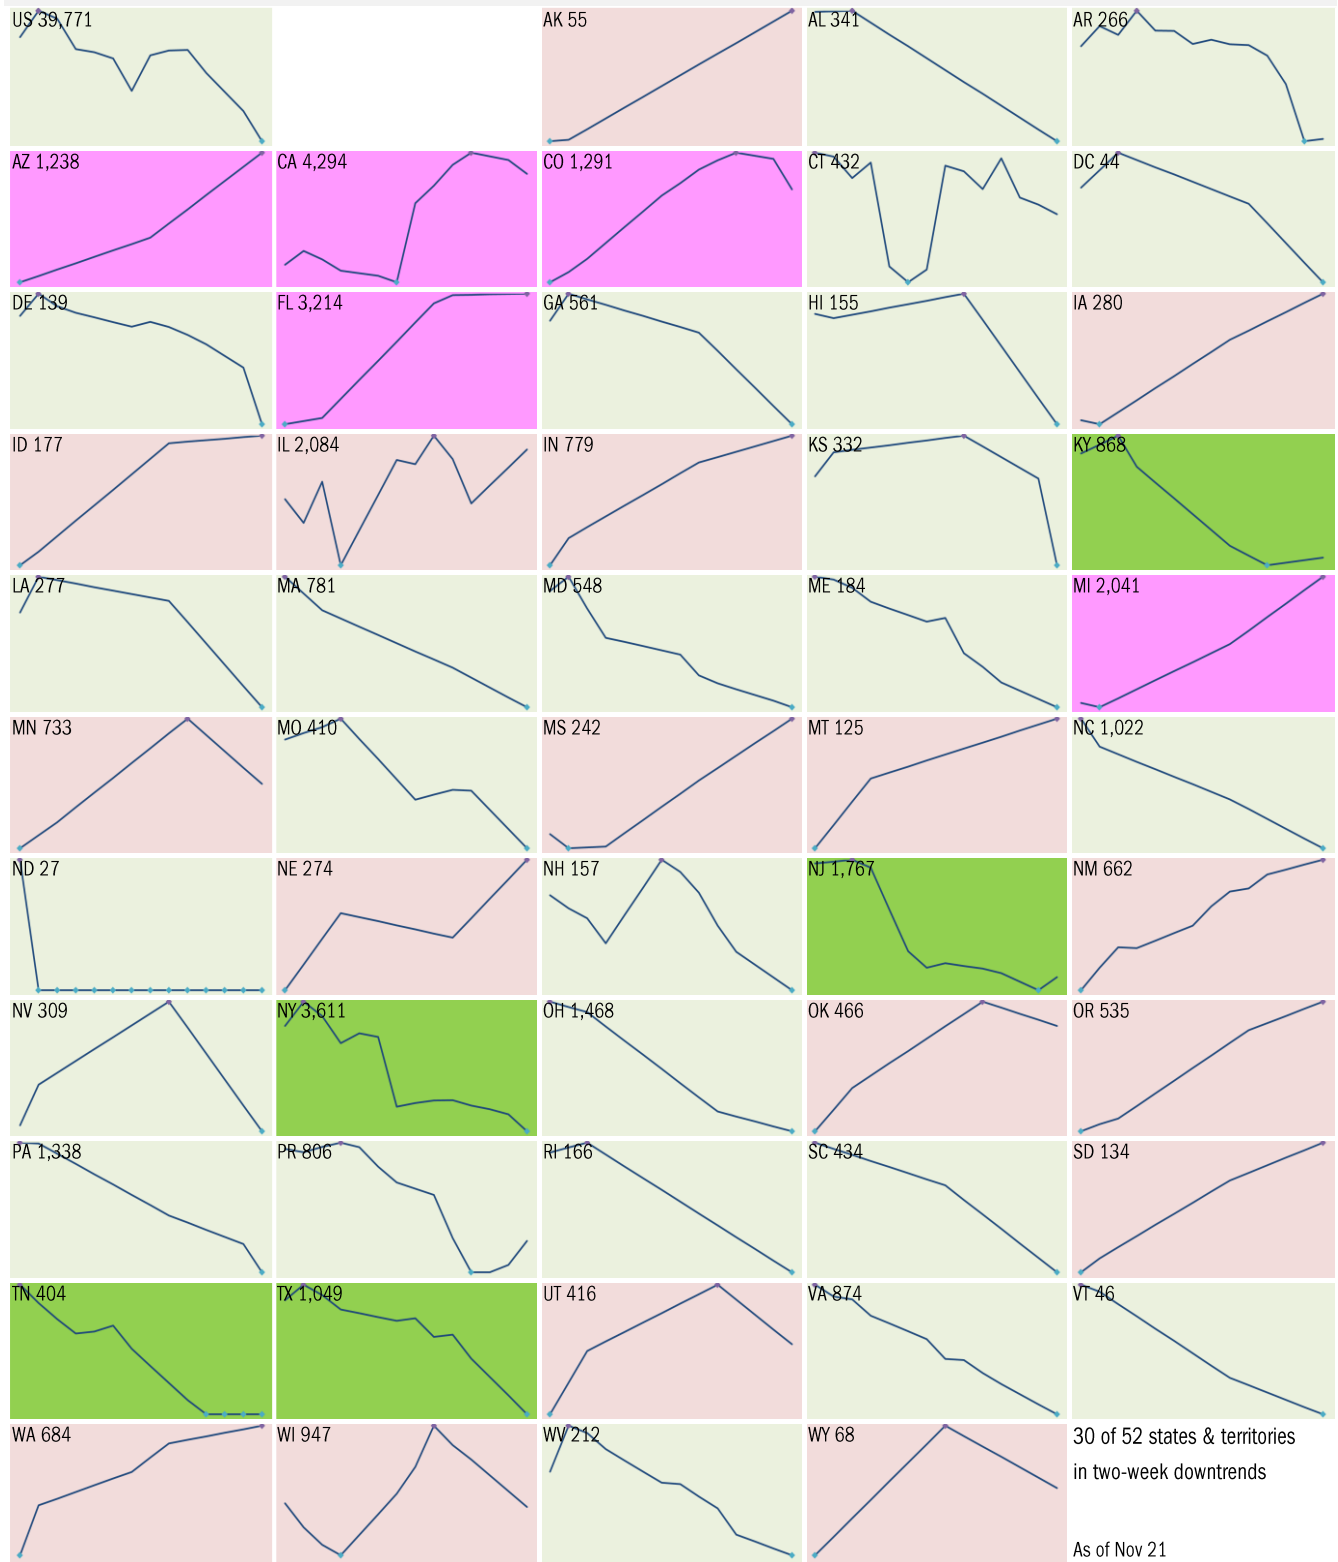 US 39,771
AK 55
AL 341
AR 266
AZ 1,238
CA 4,294
CO 1,291
CT 432
DC 44
DE 139
FL 3,214
GA 561
HI 155
IA 280
ID 177
IL 2,084
IN 779
KS 332
KY 868
LA 277
MA 781
MD 548
ME 184
MI 2,041
MN 733
MO 410
MS 242
MT 125
NC 1,022
ND 27
NE 274
NH 157
NJ 1,767
NM 662
NV 309
NY 3,611
OH 1,468
OK 466
OR 535
PA 1,338
PR 806
RI 166
SC 434
SD 134
TN 404
TX 1,049
UT 416
VA 874
VT 46
WA 684
WI 947
WV 212
WY 68
30 of 52 states & territories
in two-week downtrends
As of Nov 21